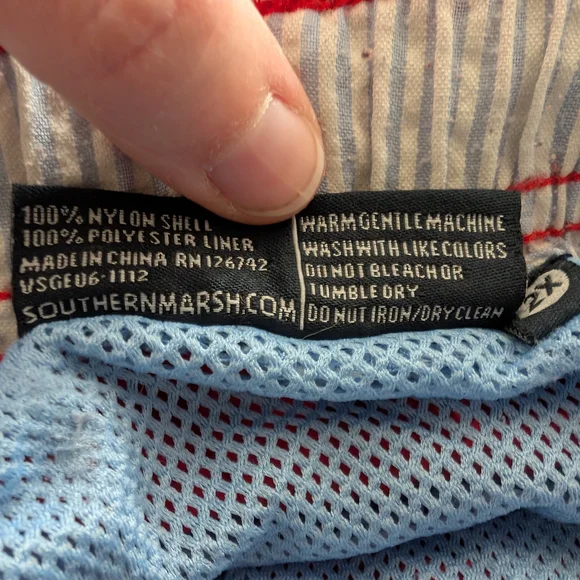 100% NYLON SHELL
100% POLYESTER LINER
MADE IN CHINA RN 126742
VSGEU6-1112
SOUTHERNMARSH.COM
WARM GENTLE MACHINE
WASH WITH LIKE COLORS
DO NOT BLEACH OR
TUMBLE DRY
DO NOT IRON/DRY CLEAN
2X